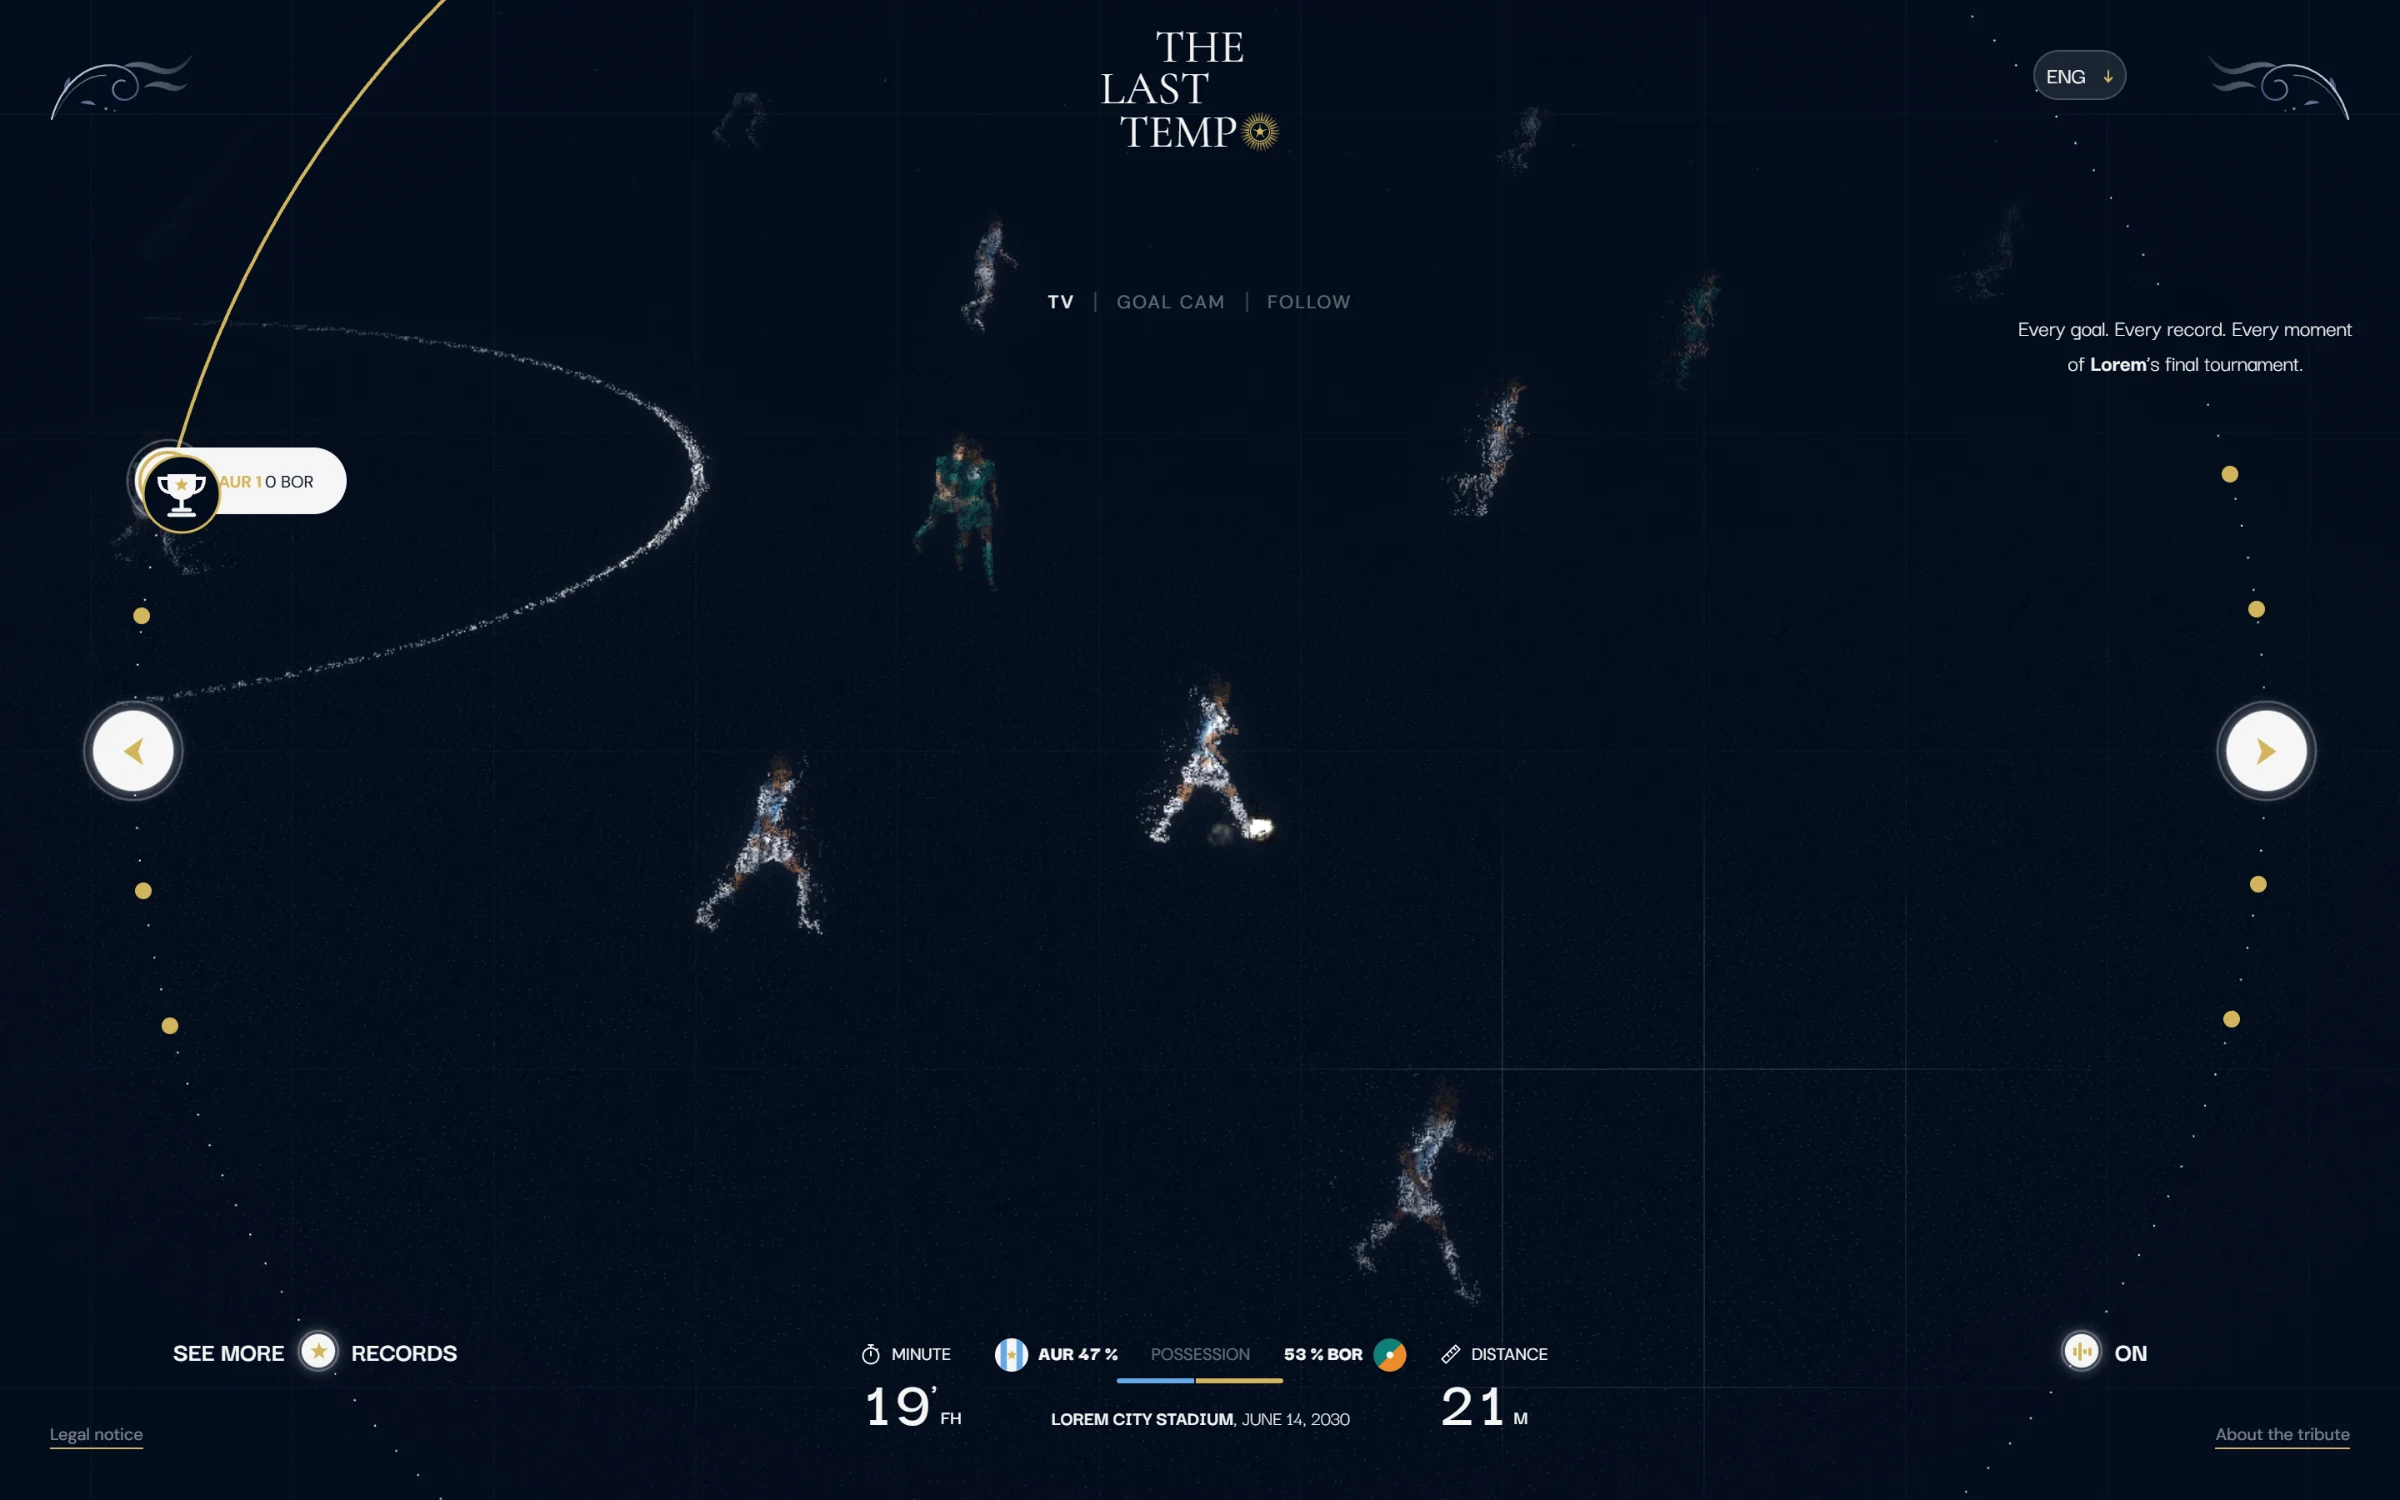 THE
LAST
TEMPO
ENG
TV | GOAL CAM | FOLLOW
Every goal. Every record. Every moment
of Lorem's final tournament.
AUR 1 0 BOR
SEE MORE RECORDS
MINUTE
19' FH
AUR 47 % POSSESSION 53 % BOR
LOREM CITY STADIUM, JUNE 14, 2030
DISTANCE
21 M
ON
Legal notice
About the tribute